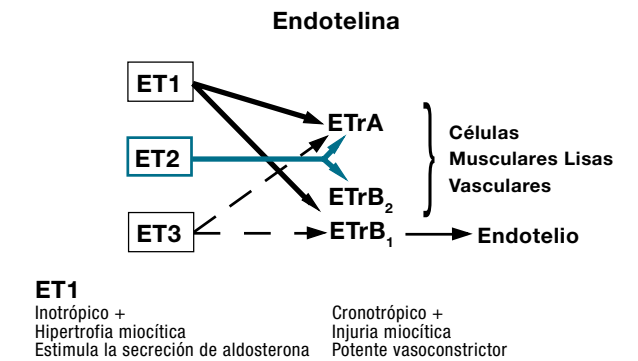 Endotelina
ET1
ETrA
Células
Musculares Lisas
Vasculares
ET2
ETrB2
ET3
ETrB1
Endotelio
ET1
Inotrópico +
Hipertrofia miocítica
Estimula la secreción de aldosterona
Cronotrópico +
Injuria miocítica
Potente vasoconstrictor